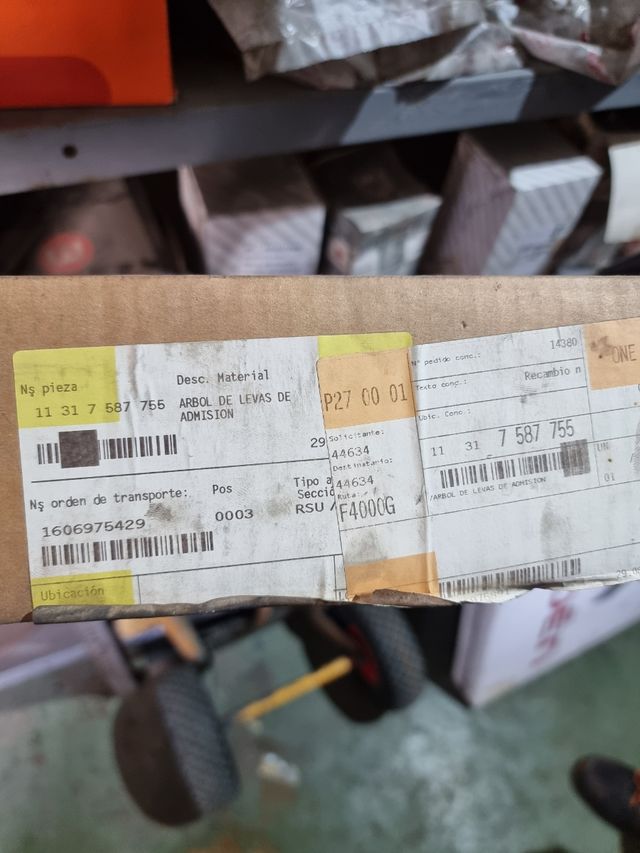 Nş pieza
11 31 7 587 755
Desc. Material
ARBOL DE LEVAS DE
ADMISION
29
Nş orden de transporte:
1606975429
Pos
0003
Tipo a
Secció
RSU /
Ubicación
P27 00 01
Solicitante:
44634
Destinatario:
44634
Ruta:
F4000G
Nº pedido conc.:
14380
Texto conc.:
Recambio n
Ubic. Conc.:
11 31 7 587 755
/ARBOL DE LEVAS DE ADMISION
UN
01
ONE